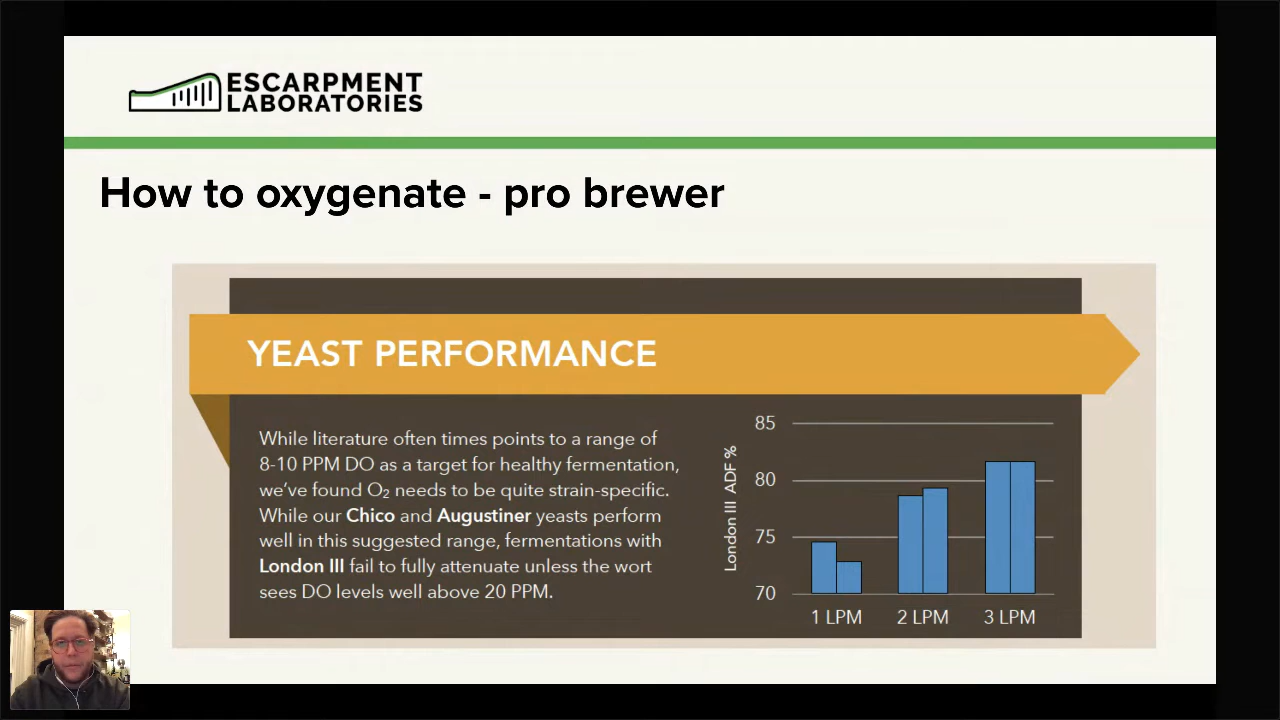 ESCARPMENT
LABORATORIES
How to oxygenate - pro brewer
YEAST PERFORMANCE
While literature often times points to a range of
8-10 PPM DO as a target for healthy fermentation,
we've found O₂ needs to be quite strain-specific.
While our Chico and Augustiner yeasts perform
well in this suggested range, fermentations with
London III fail to fully attenuate unless the wort
sees DO levels well above 20 PPM.
London III ADF %
85
80
75
70
1 LPM
2 LPM
3 LPM